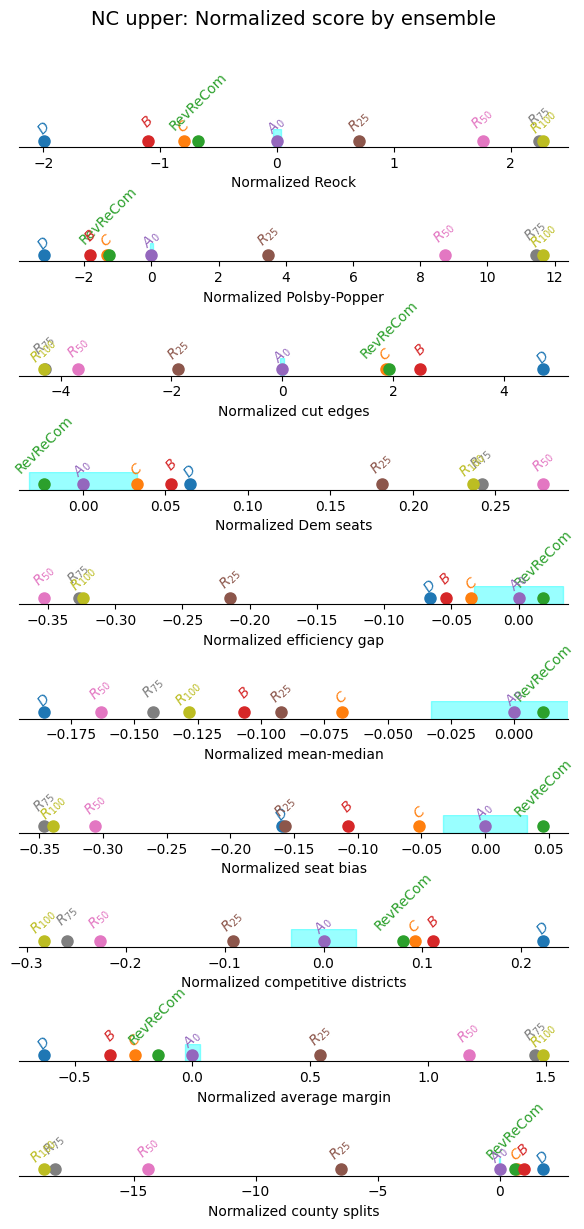 NC upper: Normalized score by ensemble
D B C RevReCom A0 R25 R50 R75 R100
−2 −1 0 1 2
Normalized Reock
D B C RevReCom A0 R25 R50 R75 R100
−2 0 2 4 6 8 10 12
Normalized Polsby-Popper
R100 R75 R50 R25 A0 C RevReCom B D
−4 −2 0 2 4
Normalized cut edges
RevReCom A0 C B D R25 R100 R75 R50
0.00 0.05 0.10 0.15 0.20 0.25
Normalized Dem seats
R50 R75 R100 R25 D B C A0 RevReCom
−0.35 −0.30 −0.25 −0.20 −0.15 −0.10 −0.05 0.00
Normalized efficiency gap
D R50 R75 R100 B R25 C A0 RevReCom
−0.175 −0.150 −0.125 −0.100 −0.075 −0.050 −0.025 0.000
Normalized mean-median
R75 R100 R50 D R25 B C A0 RevReCom
−0.35 −0.30 −0.25 −0.20 −0.15 −0.10 −0.05 0.00 0.05
Normalized seat bias
R100 R75 R50 R25 A0 RevReCom C B D
−0.3 −0.2 −0.1 0.0 0.1 0.2
Normalized competitive districts
D B C RevReCom A0 R25 R50 R75 R100
−0.5 0.0 0.5 1.0 1.5
Normalized average margin
R100 R75 R50 R25 A0 RevReCom C B D
−15 −10 −5 0
Normalized county splits